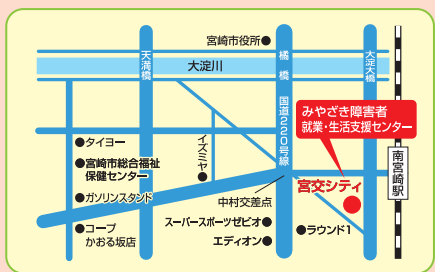 宮崎市役所
天満橋
橘橋
大淀大橋
大淀川
国道220号線
みやざき障害者
就業・生活支援センター
タイヨー
イズミヤ
宮崎市総合福祉
保健センター
南宮崎駅
宮交シティ
ガソリンスタンド
中村交差点
スーパースポーツゼビオ
コープ
かおる坂店
ラウンド1
エディオン